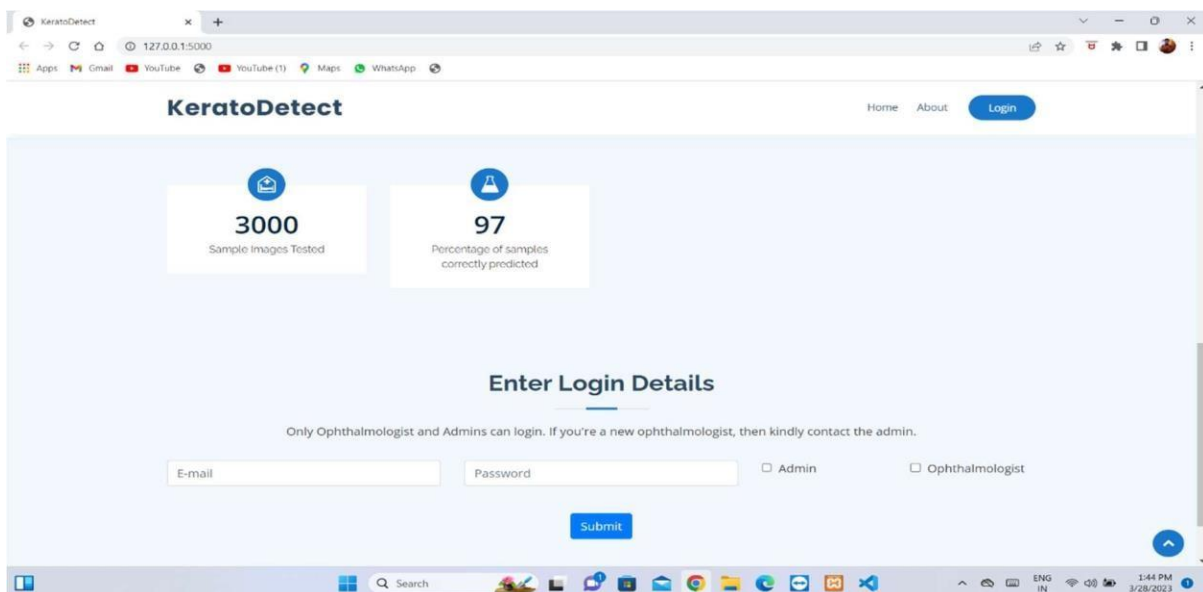 KeratoDetect
127.0.0.1:5000
Apps Gmail YouTube YouTube (1) Maps WhatsApp
KeratoDetect
Home About Login
3000
Sample Images Tested
97
Percentage of samples
correctly predicted
Enter Login Details
Only Ophthalmologist and Admins can login. If you're a new ophthalmologist, then kindly contact the admin.
E-mail Password Admin Ophthalmologist
Submit
Search
ENG
IN
1:44 PM
3/28/2023
1